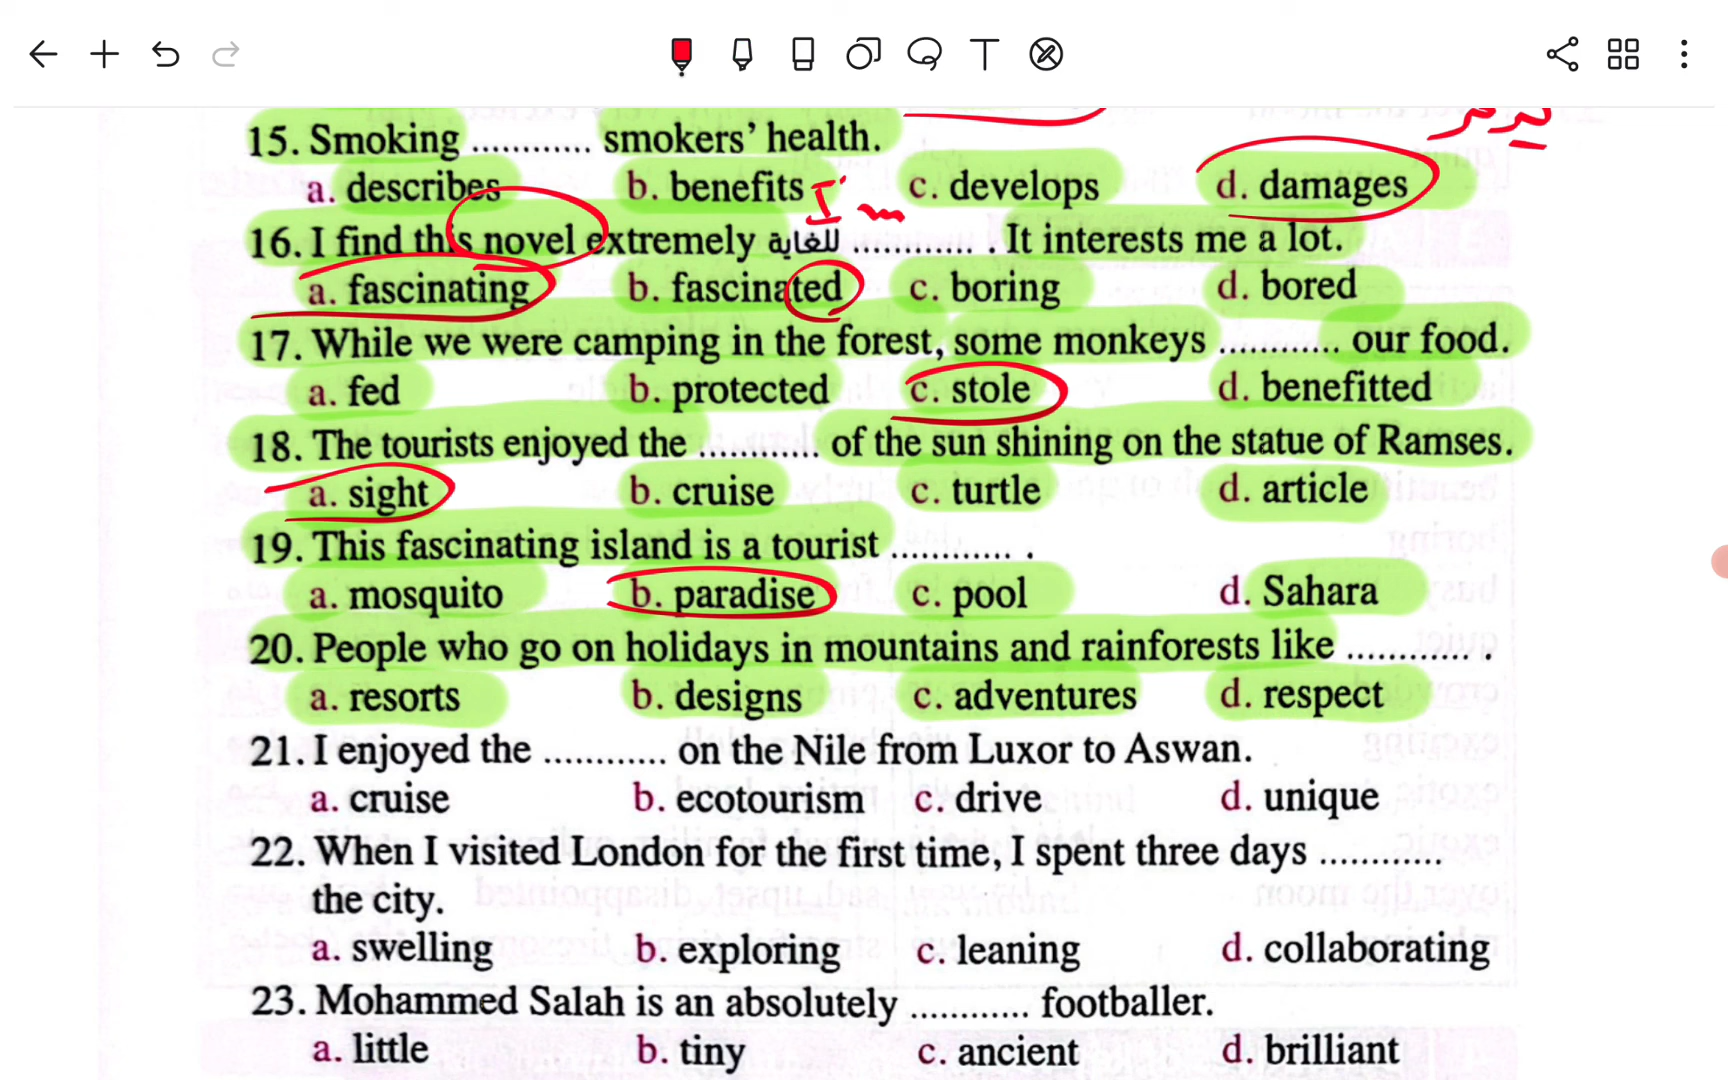 15. Smoking ............ smokers' health.
a. describes b. benefits c. develops d. damages
I'm
16. I find this novel extremely للغاية ............ . It interests me a lot.
a. fascinating b. fascinated c. boring d. bored
17. While we were camping in the forest, some monkeys ............ our food.
a. fed b. protected c. stole d. benefitted
18. The tourists enjoyed the ............ of the sun shining on the statue of Ramses.
a. sight b. cruise c. turtle d. article
19. This fascinating island is a tourist ............ .
a. mosquito b. paradise c. pool d. Sahara
20. People who go on holidays in mountains and rainforests like ............ .
a. resorts b. designs c. adventures d. respect
21. I enjoyed the ............ on the Nile from Luxor to Aswan.
a. cruise b. ecotourism c. drive d. unique
22. When I visited London for the first time, I spent three days ............
the city.
a. swelling b. exploring c. leaning d. collaborating
23. Mohammed Salah is an absolutely ............ footballer.
a. little b. tiny c. ancient d. brilliant